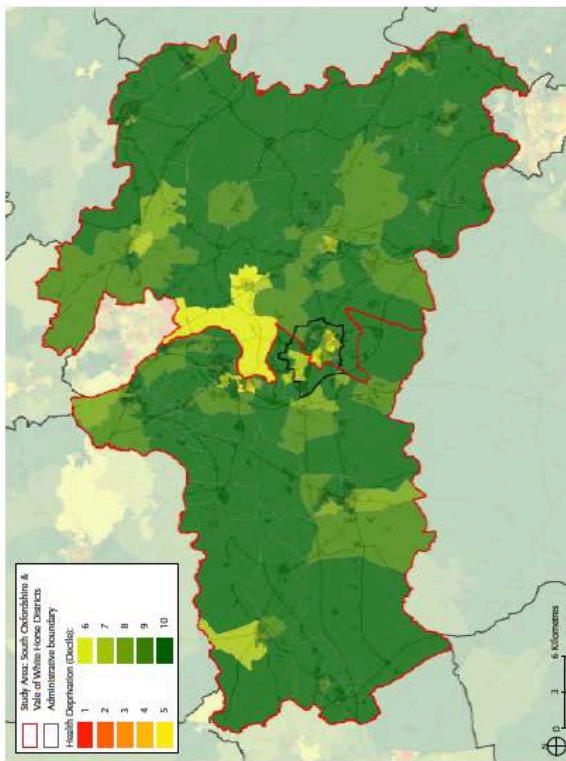 Study Area: South Oxfordshire &
Vale of White Horse Districts
Administrative boundary
Health Deprivation (Decile):
1
2
3
4
5
6
7
8
9
10
N
0 3 6 Kilometres